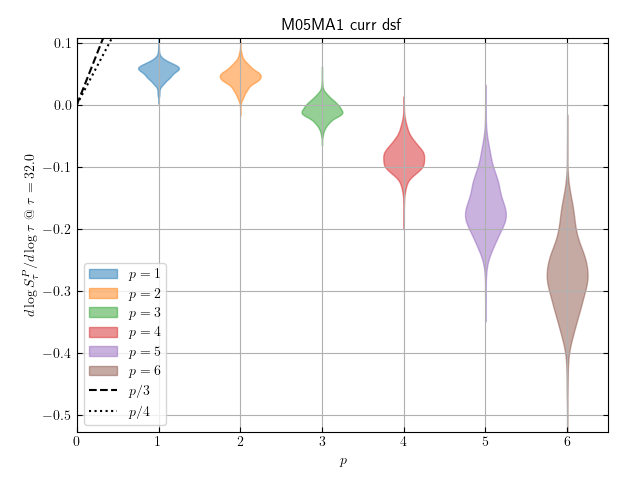 M05MA1 curr dsf
0.1
0.0
−0.1
−0.2
−0.3
−0.4
−0.5
d log S_τ^P / d log τ @ τ = 32.0
p = 1
p = 2
p = 3
p = 4
p = 5
p = 6
p/3
p/4
0 1 2 3 4 5 6
p